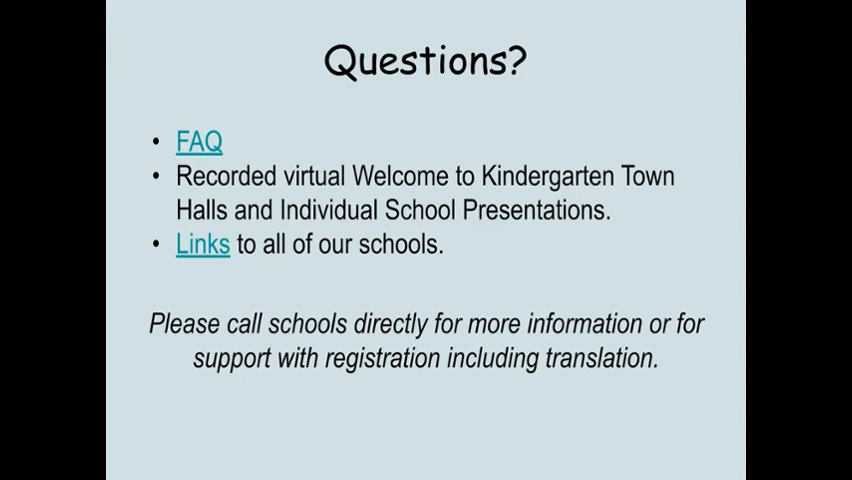 Questions?
• FAQ
• Recorded virtual Welcome to Kindergarten Town
Halls and Individual School Presentations.
• Links to all of our schools.
Please call schools directly for more information or for
support with registration including translation.